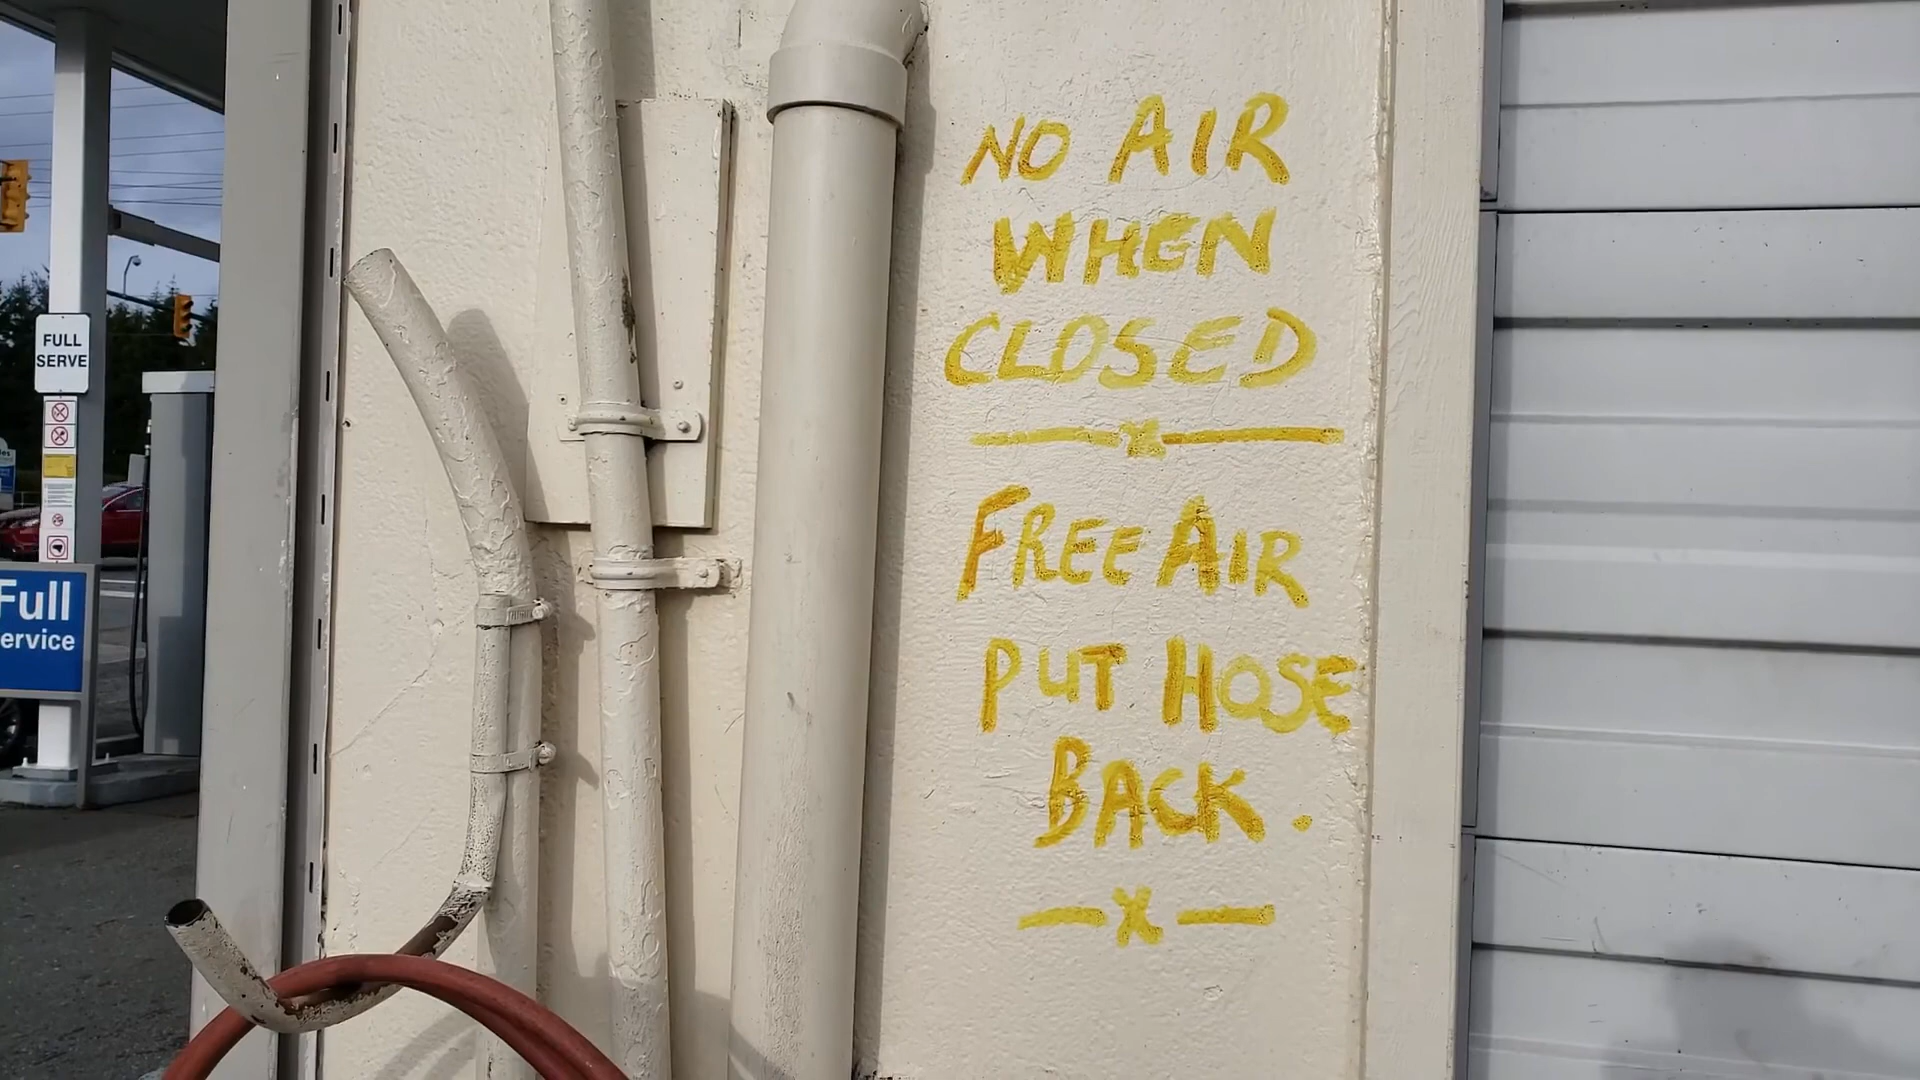 NO AIR
WHEN
CLOSED
x
FREE AIR
PUT HOSE
BACK.
x
FULL
SERVE
Full
ervice